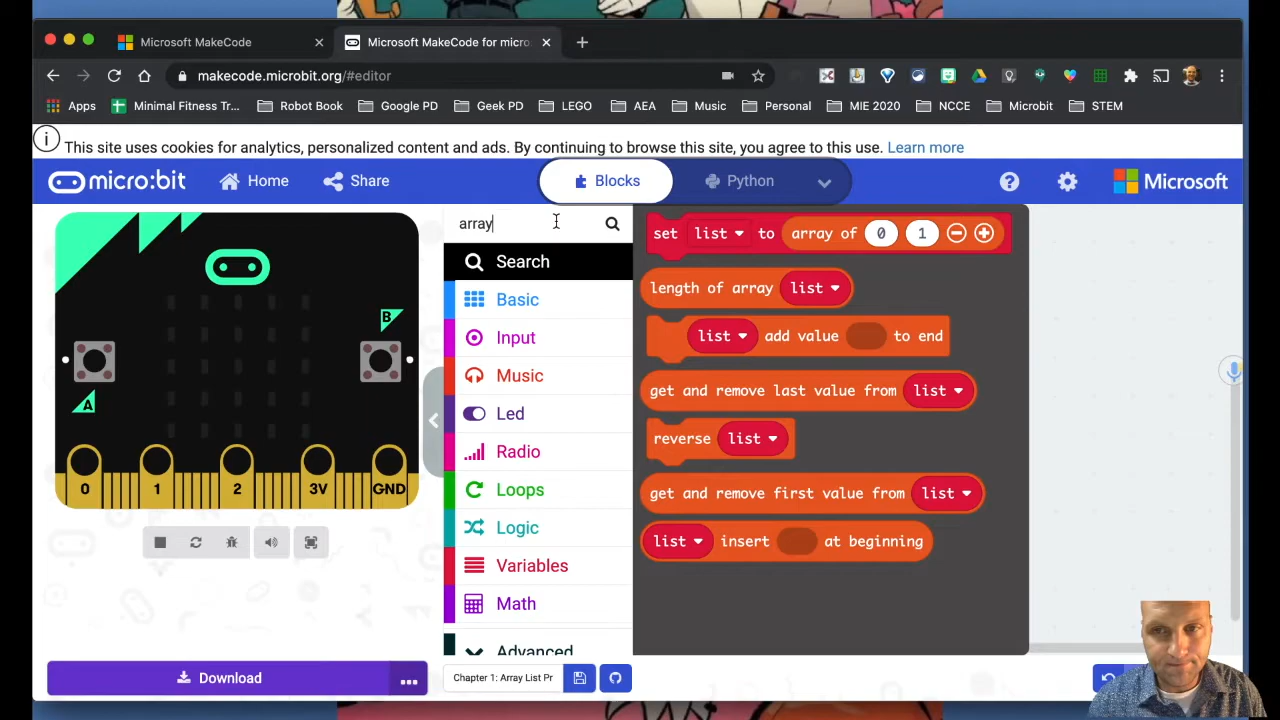 Microsoft MakeCode
Microsoft MakeCode for micro:
makecode.microbit.org/#editor
Apps
Minimal Fitness Tr...
Robot Book
Google PD
Geek PD
LEGO
AEA
Music
Personal
MIE 2020
NCCE
Microbit
STEM
This site uses cookies for analytics, personalized content and ads. By continuing to browse this site, you agree to this use. Learn more
micro:bit
Home
Share
Blocks
Python
Microsoft
array
Search
Basic
Input
Music
Led
Radio
Loops
Logic
Variables
Math
Advanced
set list to array of 0 1
length of array list
list add value to end
get and remove last value from list
reverse list
get and remove first value from list
list insert at beginning
A
B
0 1 2 3V GND
Download
Chapter 1: Array List Pr